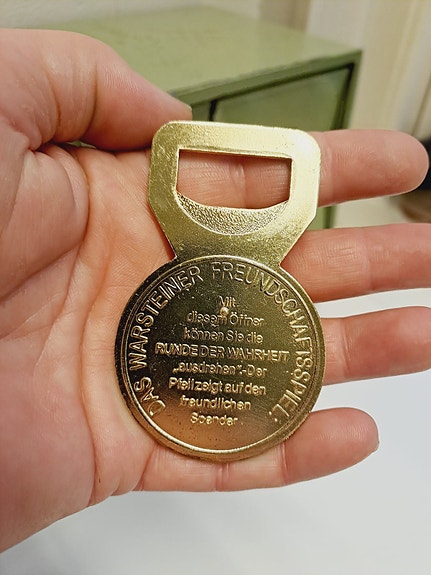 DAS WARSTEINER FREUNDSCHAFTSSPIEL:
Mit
diesem Öffner
können Sie die
RUNDE DER WAHRHEIT
„ausdrehen“-Der
Pfeil zeigt auf den
freundlichen
Spender.